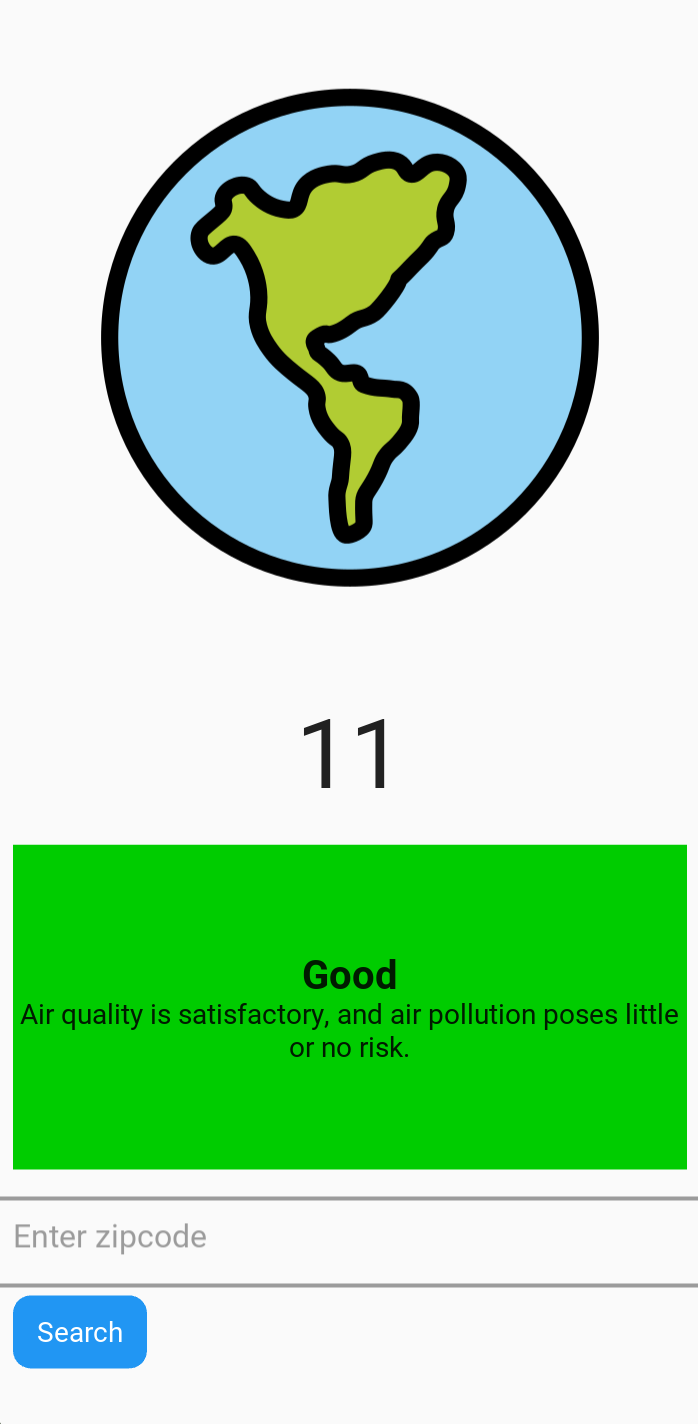 11
Good
Air quality is satisfactory, and air pollution poses little
or no risk.
Enter zipcode
Search